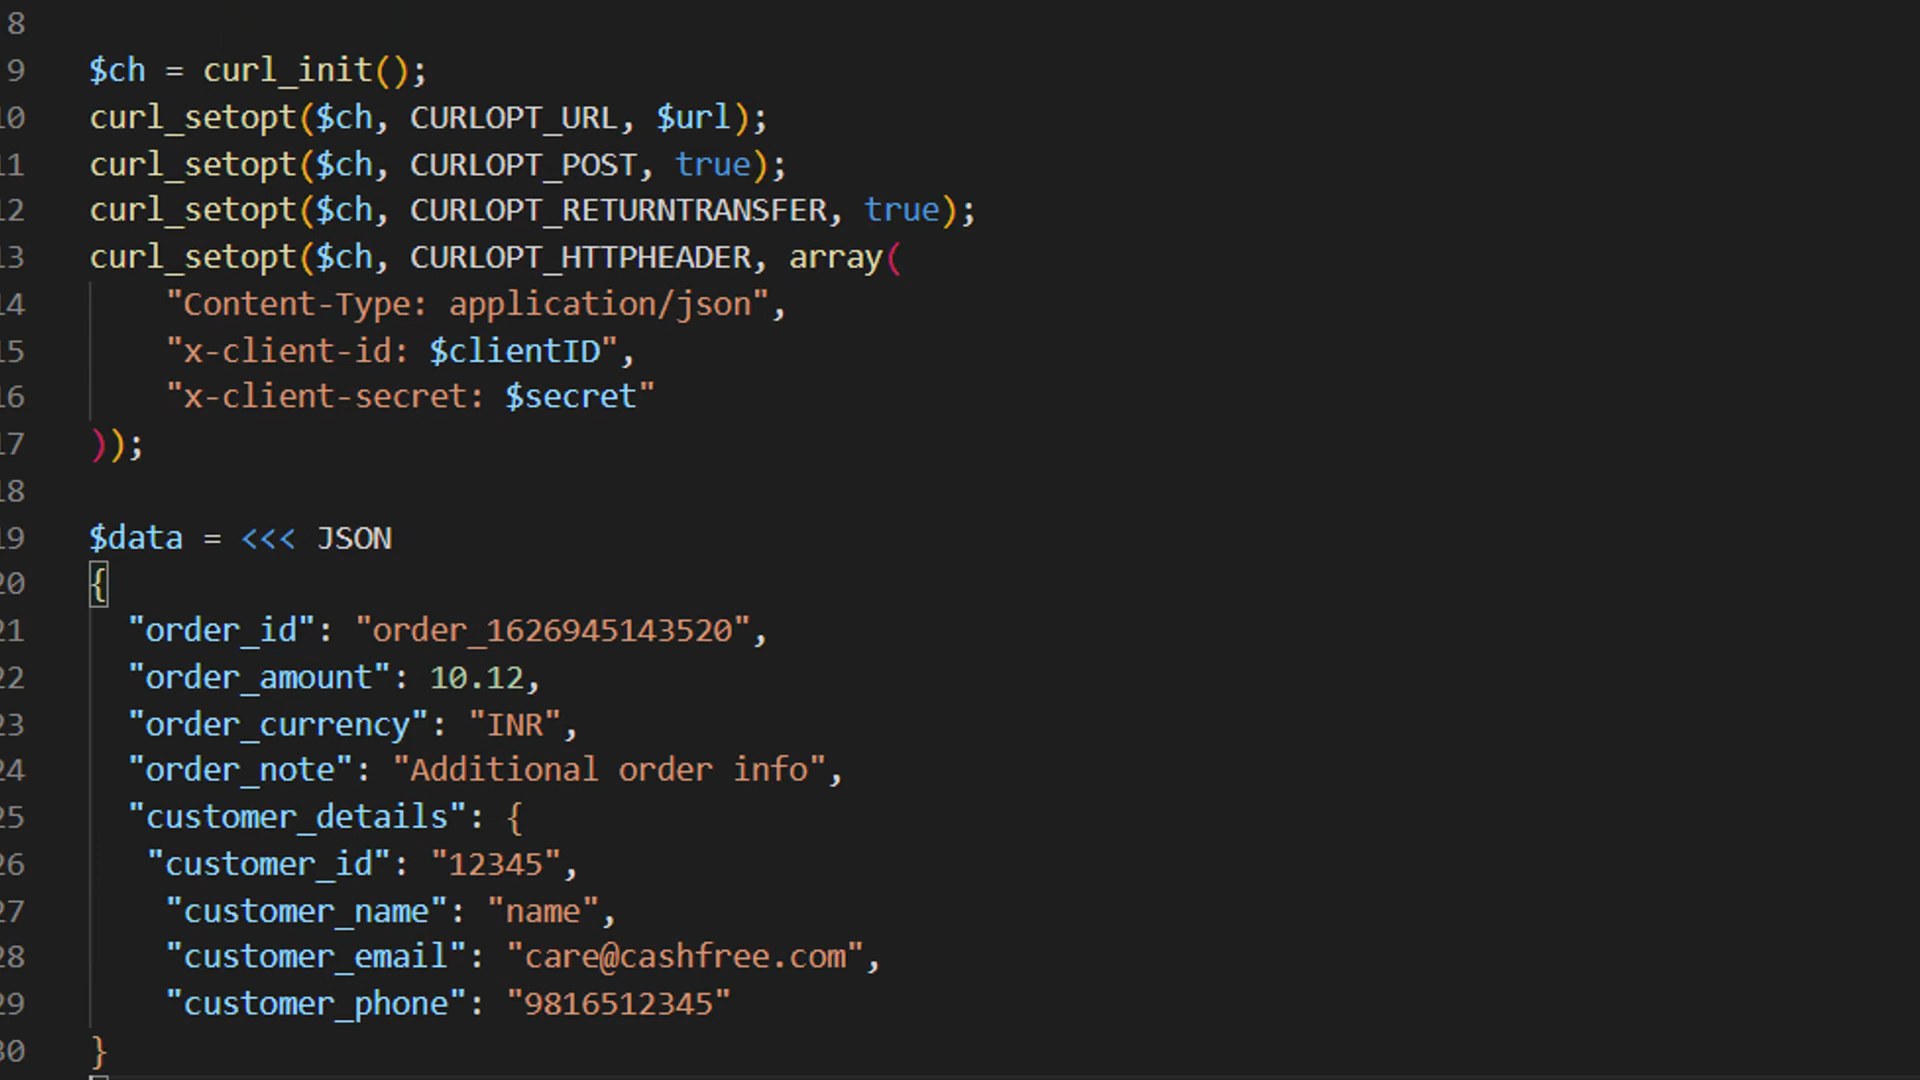 8
9 $ch = curl_init();
10 curl_setopt($ch, CURLOPT_URL, $url);
11 curl_setopt($ch, CURLOPT_POST, true);
12 curl_setopt($ch, CURLOPT_RETURNTRANSFER, true);
13 curl_setopt($ch, CURLOPT_HTTPHEADER, array(
14     "Content-Type: application/json",
15     "x-client-id: $clientID",
16     "x-client-secret: $secret"
17 ));
18
19 $data = <<< JSON
20 {
21   "order_id": "order_1626945143520",
22   "order_amount": 10.12,
23   "order_currency": "INR",
24   "order_note": "Additional order info",
25   "customer_details": {
26    "customer_id": "12345",
27     "customer_name": "name",
28     "customer_email": "care@cashfree.com",
29     "customer_phone": "9816512345"
30 }